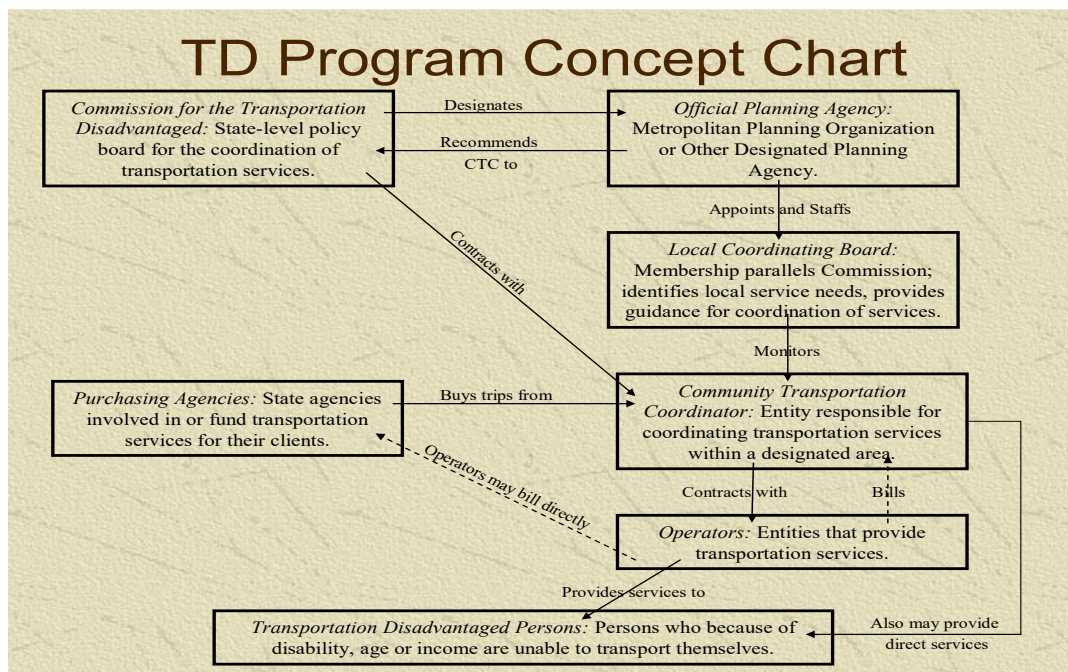 TD Program Concept Chart
Commission for the Transportation
Disadvantaged: State-level policy
board for the coordination of
transportation services.
Designates
Recommends
CTC to
Official Planning Agency:
Metropolitan Planning Organization
or Other Designated Planning
Agency.
Appoints and Staffs
Contracts with
Local Coordinating Board:
Membership parallels Commission;
identifies local service needs, provides
guidance for coordination of services.
Monitors
Purchasing Agencies: State agencies
involved in or fund transportation
services for their clients.
Buys trips from
Community Transportation
Coordinator: Entity responsible for
coordinating transportation services
within a designated area.
Operators may bill directly
Contracts with
Bills
Operators: Entities that provide
transportation services.
Provides services to
Transportation Disadvantaged Persons: Persons who because of
disability, age or income are unable to transport themselves.
Also may provide
direct services